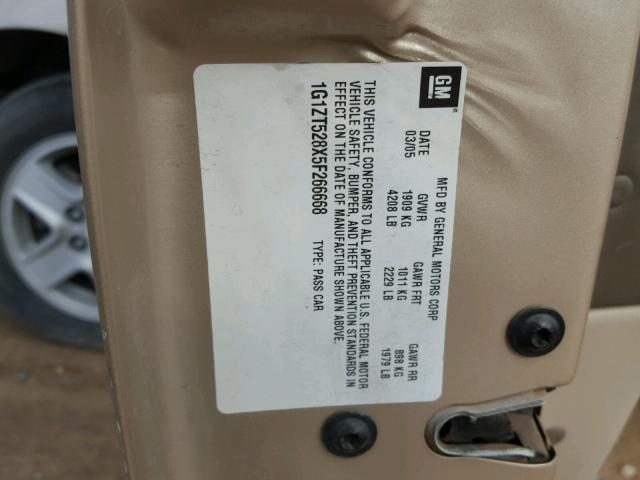 GM
MFD BY GENERAL MOTORS CORP
DATE GVWR GAWR FRT GAWR RR
03/05 1909 KG 1011 KG 898 KG
4208 LB 2229 LB 1979 LB
THIS VEHICLE CONFORMS TO ALL APPLICABLE U.S. FEDERAL MOTOR
VEHICLE SAFETY, BUMPER, AND THEFT PREVENTION STANDARDS IN
EFFECT ON THE DATE OF MANUFACTURE SHOWN ABOVE.
1G1ZT528X5F266668 TYPE: PASS CAR